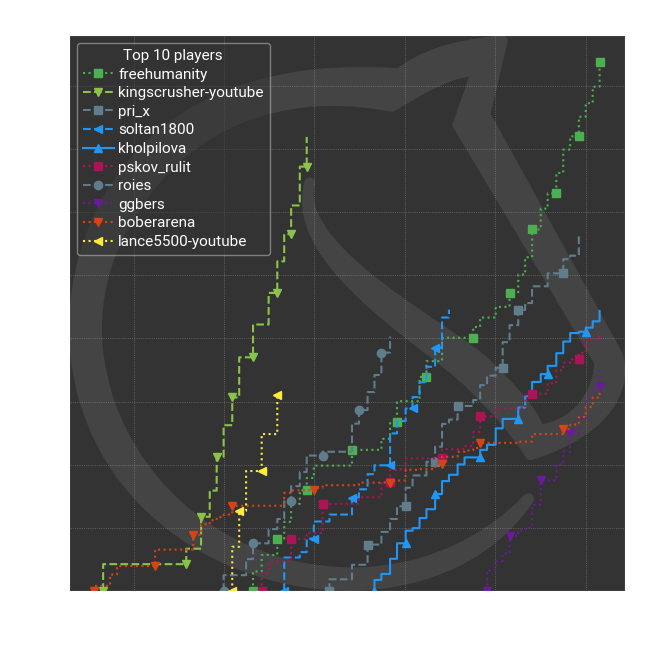 Top 10 players
freehumanity
kingscrusher-youtube
pri_x
soltan1800
kholpilova
pskov_rulit
roies
ggbers
boberarena
lance5500-youtube